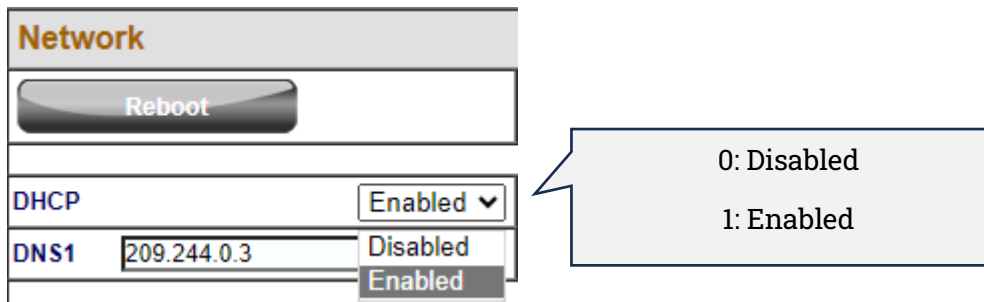 Network
Reboot
DHCP Enabled
DNS1 209.244.0.3
Disabled
Enabled
0: Disabled
1: Enabled